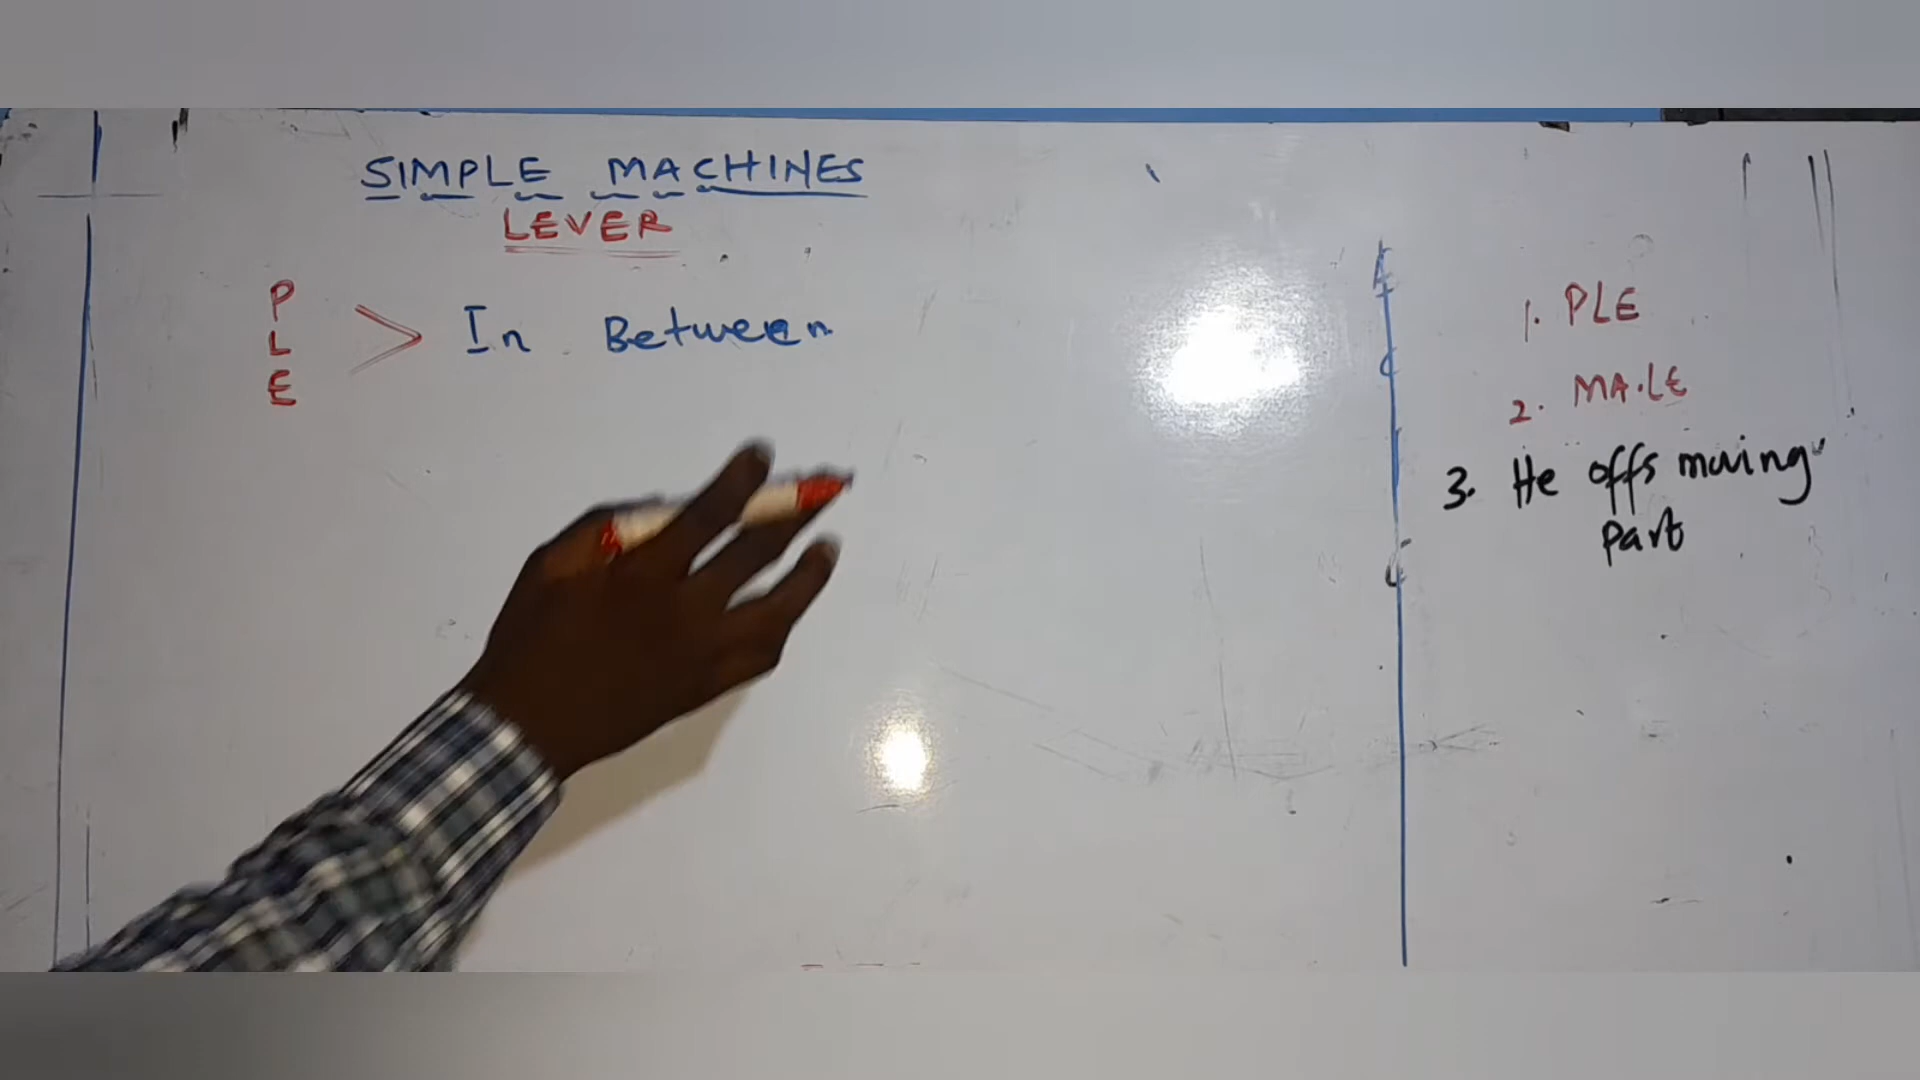 SIMPLE MACHINES
LEVER
P
L
E
> In Between
1. PLE
2. MA.LE
3. He offs moving
part